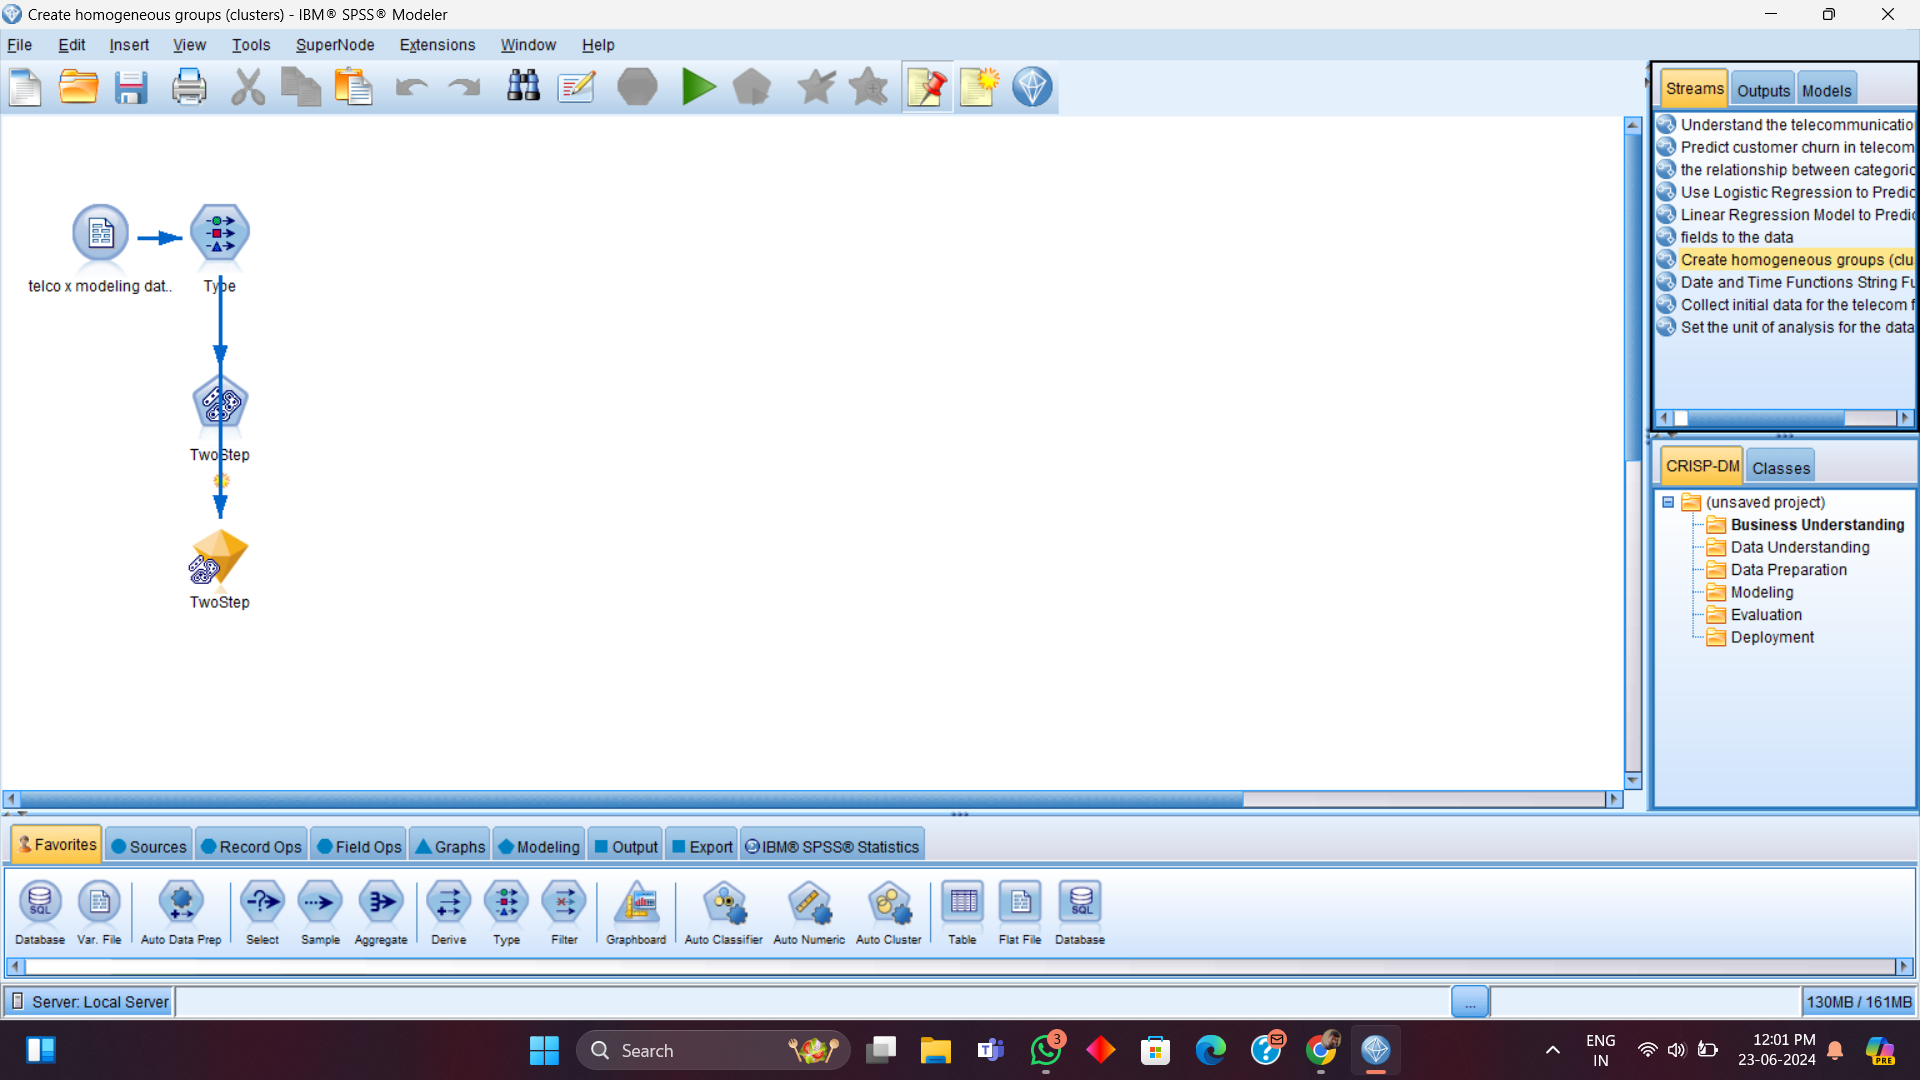 Create homogeneous groups (clusters) - IBM® SPSS® Modeler
File Edit Insert View Tools SuperNode Extensions Window Help
telco x modeling dat..
Type
TwoStep
TwoStep
Streams Outputs Models
Understand the telecommunicatio
Predict customer churn in telecom
the relationship between categoric
Use Logistic Regression to Predic
Linear Regression Model to Predic
fields to the data
Create homogeneous groups (clu
Date and Time Functions String Fu
Collect initial data for the telecom f
Set the unit of analysis for the data
CRISP-DM Classes
(unsaved project)
Business Understanding
Data Understanding
Data Preparation
Modeling
Evaluation
Deployment
Favorites Sources Record Ops Field Ops Graphs Modeling Output Export IBM® SPSS® Statistics
SQL SQL
Database Var. File Auto Data Prep Select Sample Aggregate Derive Type Filter Graphboard Auto Classifier Auto Numeric Auto Cluster Table Flat File Database
Server: Local Server ... 130MB / 161MB
Search 3 ENG IN 12:01 PM 23-06-2024 PRE